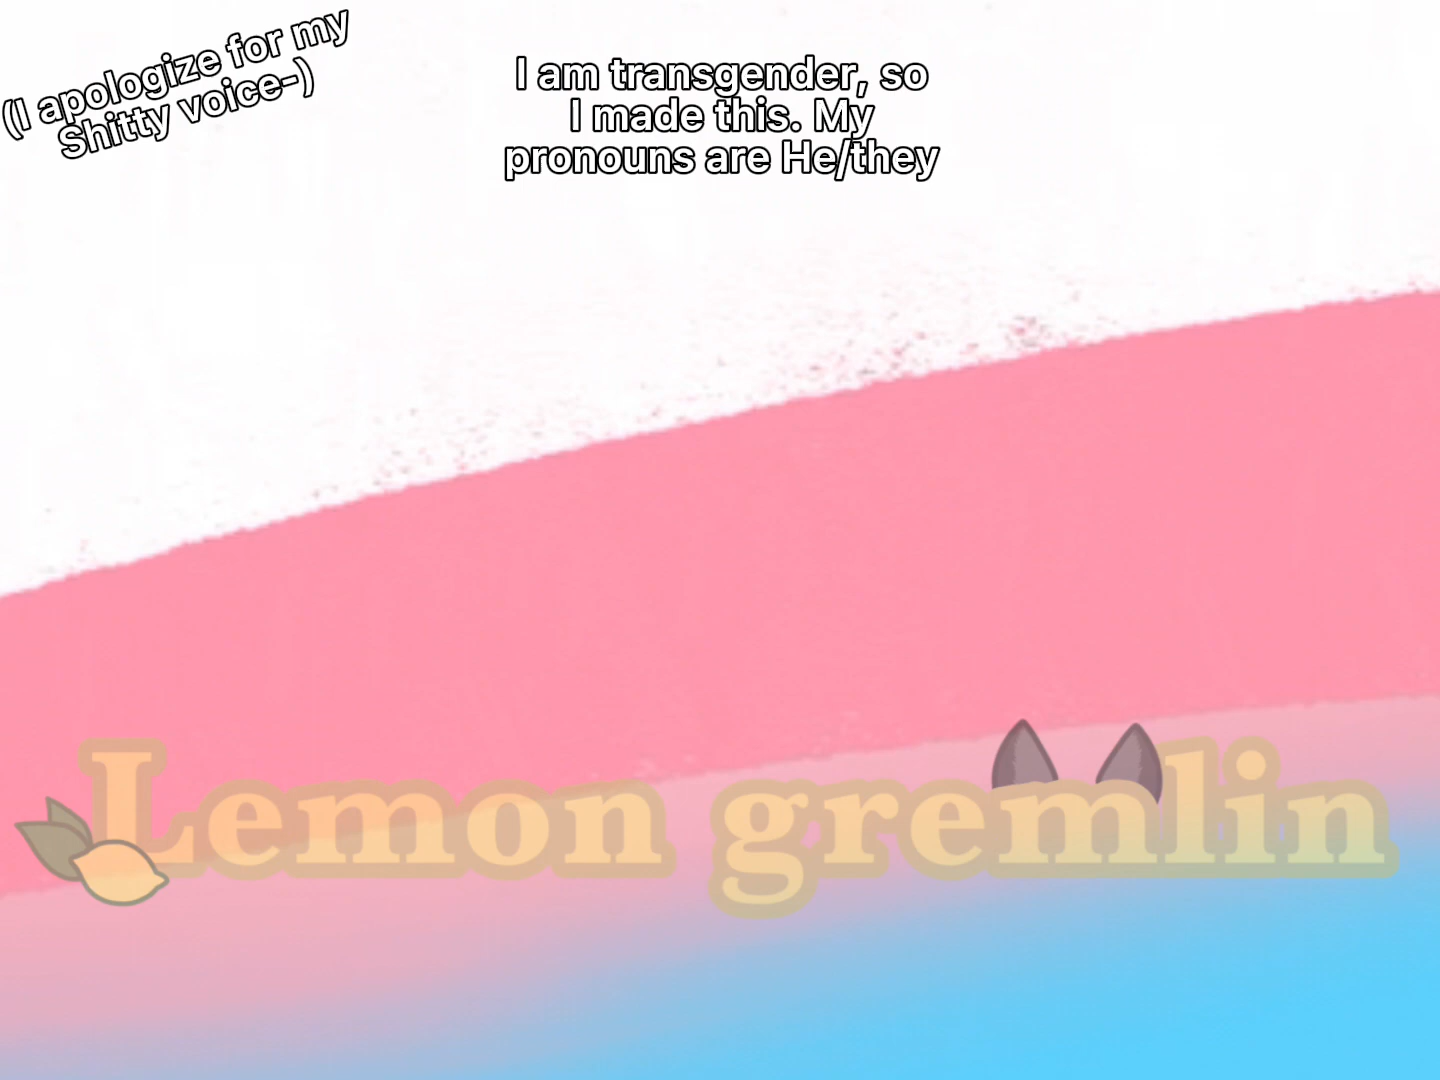 (I apologize for my
Shitty voice-)
I am transgender, so
I made this. My
pronouns are He/they
Lemon gremlin